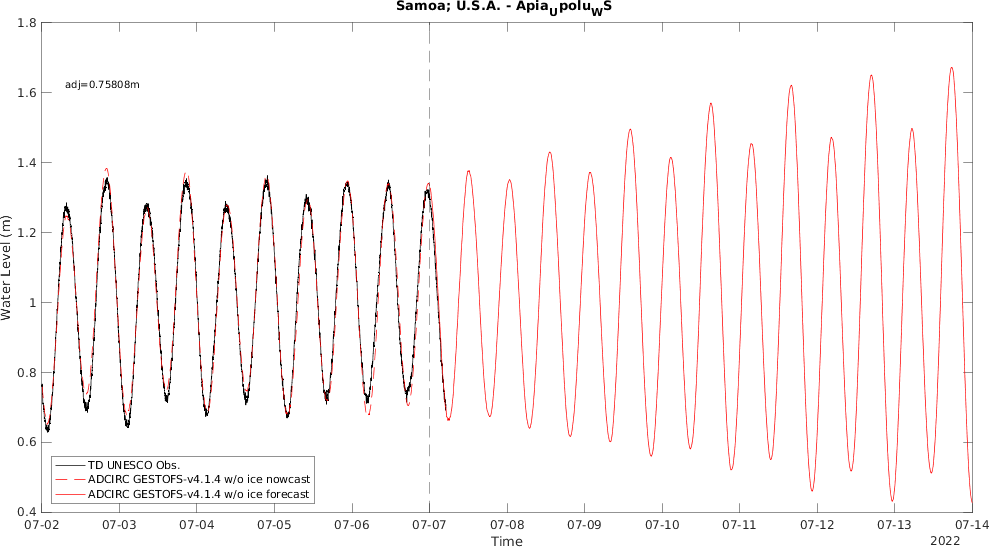 Samoa; U.S.A. - Apia_Upolu_WS
1.8
adj=0.75808m
1.6
1.4
1.2
1
0.8
0.6
0.4
Water Level (m)
TD UNESCO Obs.
ADCIRC GESTOFS-v4.1.4 w/o ice nowcast
ADCIRC GESTOFS-v4.1.4 w/o ice forecast
07-02 07-03 07-04 07-05 07-06 07-07 07-08 07-09 07-10 07-11 07-12 07-13 07-14
Time
2022